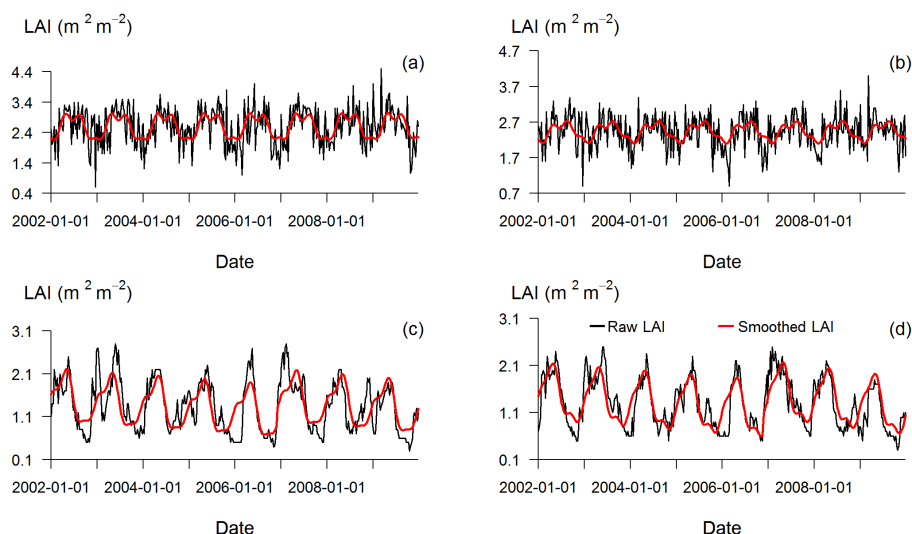 LAI (m 2 m−2)
(a)
4.4
3.4
2.4
1.4
0.4
2002-01-01 2004-01-01 2006-01-01 2008-01-01
Date
LAI (m 2 m−2)
(b)
4.7
3.7
2.7
1.7
0.7
2002-01-01 2004-01-01 2006-01-01 2008-01-01
Date
LAI (m 2 m−2)
(c)
3.1
2.1
1.1
0.1
2002-01-01 2004-01-01 2006-01-01 2008-01-01
Date
LAI (m 2 m−2)
Raw LAI Smoothed LAI (d)
3.1
2.1
1.1
0.1
2002-01-01 2004-01-01 2006-01-01 2008-01-01
Date